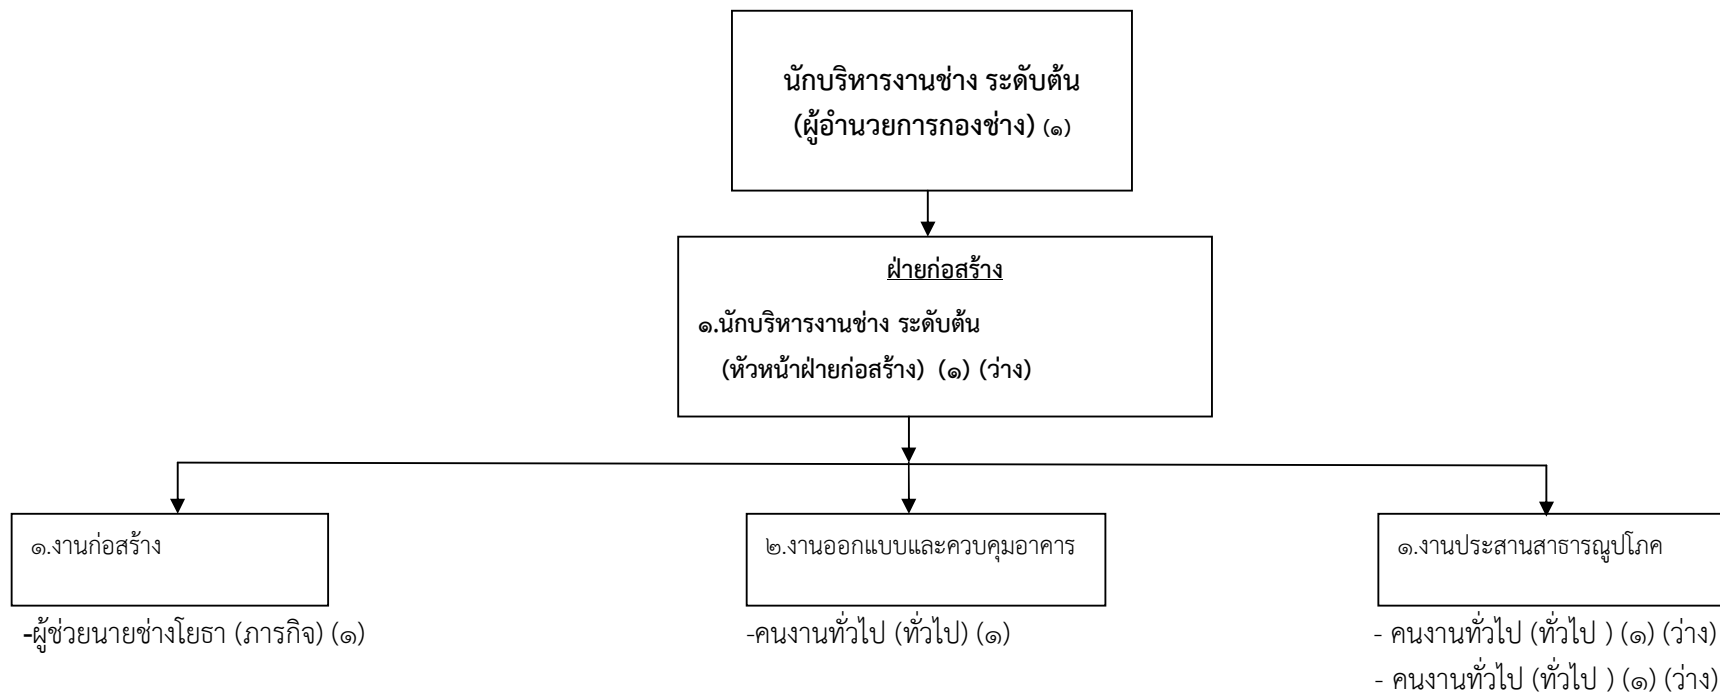 นักบริหารงานช่าง ระดับต้น
(ผู้อำนวยการกองช่าง) (๑)
ฝ่ายก่อสร้าง
๑.นักบริหารงานช่าง ระดับต้น
(หัวหน้าฝ่ายก่อสร้าง) (๑) (ว่าง)
๑.งานก่อสร้าง
-ผู้ช่วยนายช่างโยธา (ภารกิจ) (๑)
๒.งานออกแบบและควบคุมอาคาร
-คนงานทั่วไป (ทั่วไป) (๑)
๑.งานประสานสาธารณูปโภค
- คนงานทั่วไป (ทั่วไป ) (๑) (ว่าง)
- คนงานทั่วไป (ทั่วไป ) (๑) (ว่าง)